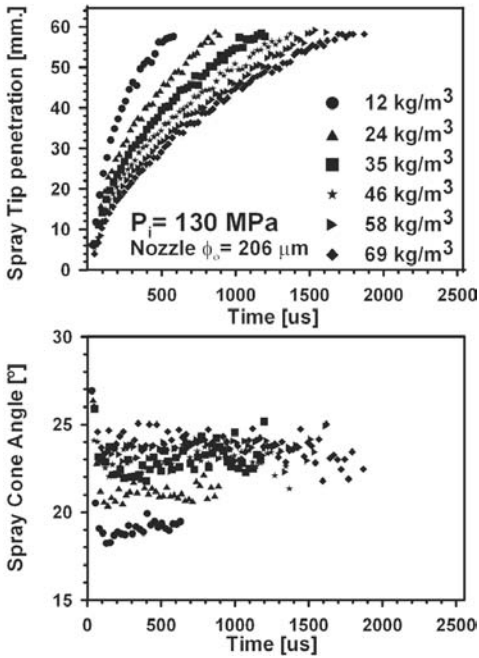 60
50
40
30
20
10
0
Spray Tip penetration [mm.]
12 kg/m³
24 kg/m³
35 kg/m³
46 kg/m³
58 kg/m³
69 kg/m³
Pᵢ= 130 MPa
Nozzle ϕₒ= 206 µm
500 1000 1500 2000 2500
Time [us]
30
25
20
15
Spray Cone Angle [º]
0 500 1000 1500 2000 2500
Time [us]